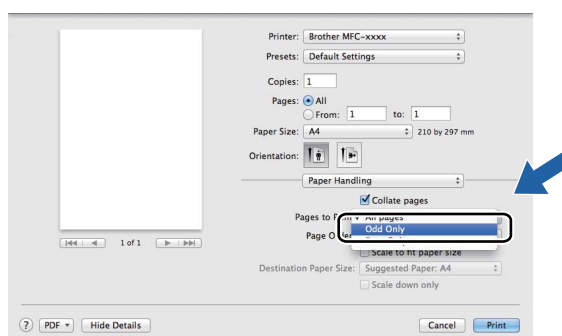 Printer: Brother MFC-xxxx
Presets: Default Settings
Copies: 1
Pages: All
From: 1 to: 1
Paper Size: A4 210 by 297 mm
Orientation:
Paper Handling
Collate pages
Pages to All pages
Odd Only
Page
1 of 1
Scale to fit paper size
Destination Paper Size: Suggested Paper: A4
Scale down only
? PDF Hide Details Cancel Print